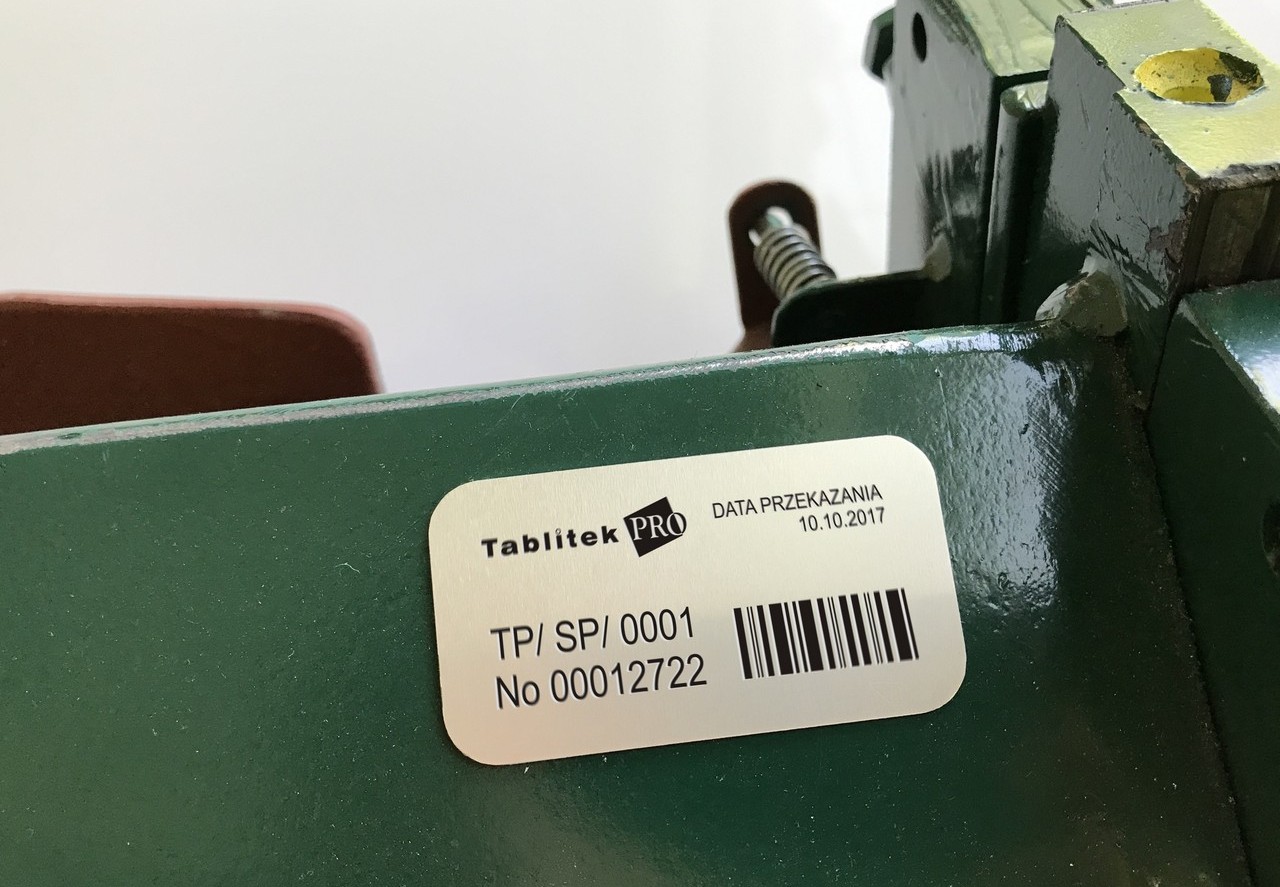 Tablitek PRO
DATA PRZEKAZANIA
10.10.2017
TP/ SP/ 0001
No 00012722